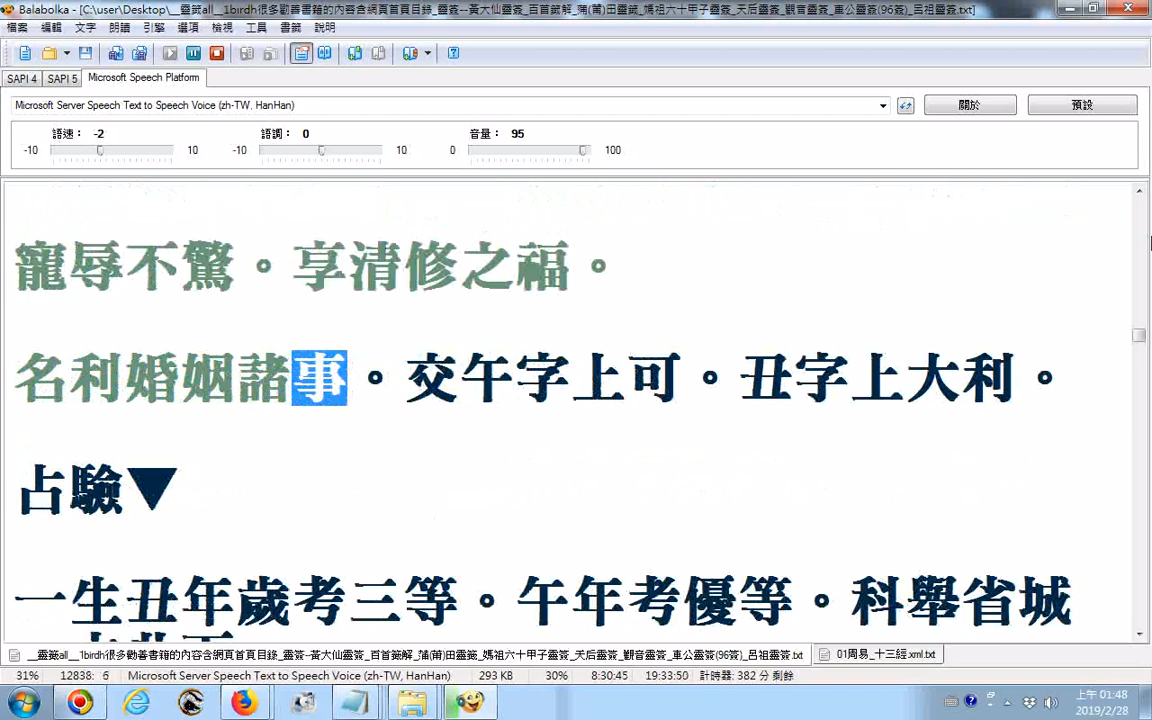 Balabolka - [C:\user\Desktop\__靈籤all__1birdh很多勸善書籍的內容含網頁首頁目錄_靈簽--黃大仙靈簽_百首籤解_蒲(莆)田靈籤_媽祖六十甲子靈簽_天后靈簽_觀音靈簽_車公靈簽(96簽)_呂祖靈簽.txt]
檔案 編輯 文字 朗讀 引擎 選項 檢視 工具 書籤 說明
SAPI 4 SAPI 5 Microsoft Speech Platform
Microsoft Server Speech Text to Speech Voice (zh-TW, HanHan) 關於 預設
語速： -2 語調： 0 音量： 95
-10 10 -10 10 0 100
寵辱不驚。享清修之福。
名利婚姻諸事。交午字上可。丑字上大利。
占驗▼
一生丑年歲考三等。午年考優等。科舉省城
__靈籤all__1birdh很多勸善書籍的內容含網頁首頁目錄_靈簽--黃大仙靈簽_百首籤解_蒲(莆)田靈籤_媽祖六十甲子靈簽_天后靈簽_觀音靈簽_車公靈簽(96簽)_呂祖靈簽.txt 01周易_十三經.xml.txt
31% 12838: 6 Microsoft Server Speech Text to Speech Voice (zh-TW, HanHan) 293 KB 30% 8:30:45 19:33:50 計時器: 382 分 剩餘
上午 01:48
2019/2/28